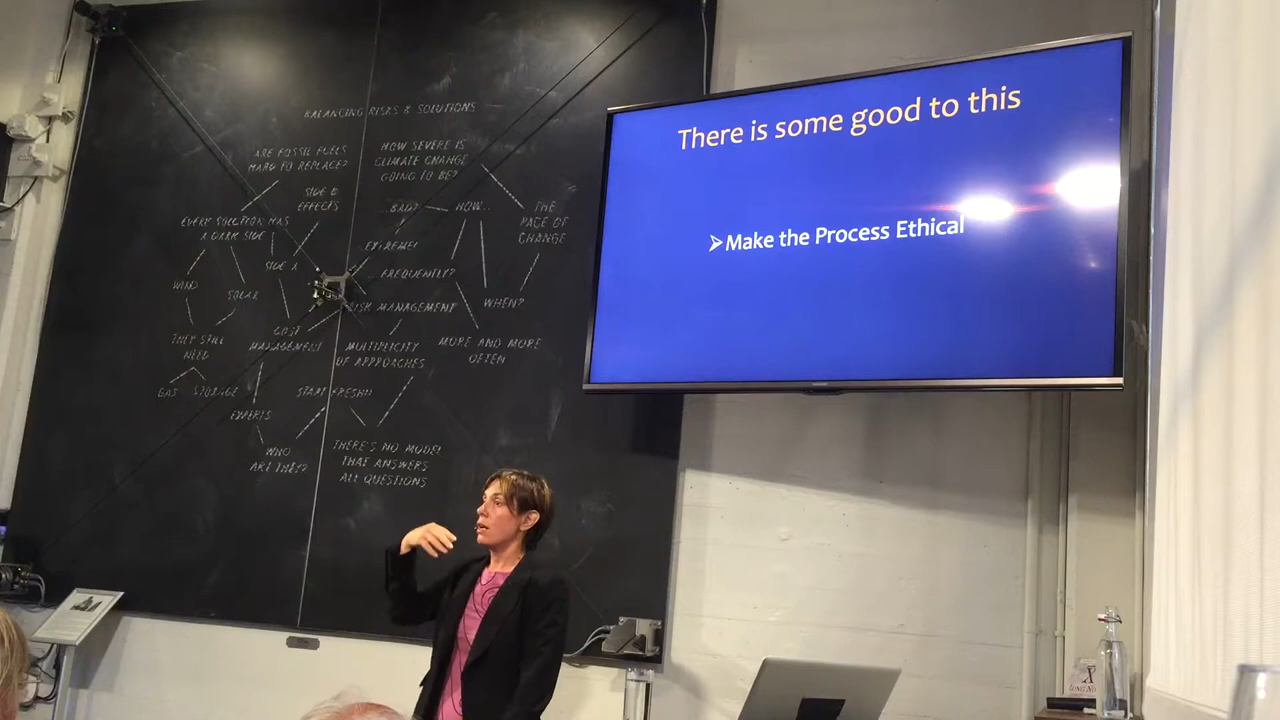 BALANCING RISKS & SOLUTIONS
ARE FOSSIL FUELS
HARD TO REPLACE?
HOW SEVERE IS
CLIMATE CHANGE
GOING TO BE?
SIDE
EFFECTS
EVERY SOLUTION HAS
A DARK SIDE
BAD?
HOW...
THE
PACE OF
CHANGE
EXTREME?
SIDE
...FREQUENTLY?
WIND
SOLAR
RISK MANAGEMENT
WHEN?
THEY STILL
NEED
COST
MANAGEMENT
MULTIPLICITY
OF APPROACHES
MORE AND MORE
OFTEN
GAS STORAGE
START FRESH
EXPERTS
WHO
ARE THEY?
THERE'S NO MODEL
THAT ANSWERS
ALL QUESTIONS
There is some good to this
➢Make the Process Ethical